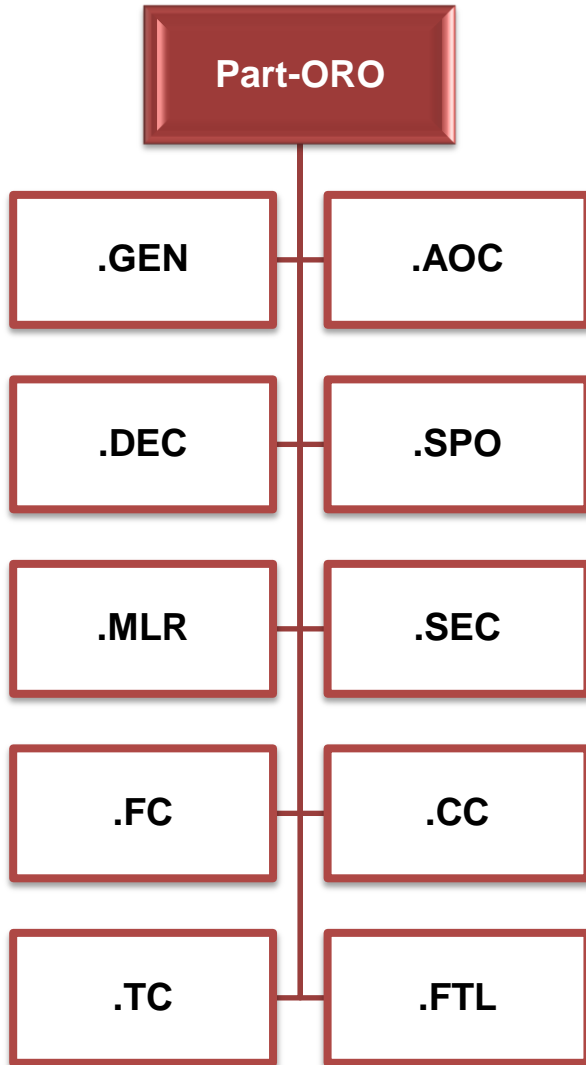 Part-ORO
.GEN
.AOC
.DEC
.SPO
.MLR
.SEC
.FC
.CC
.TC
.FTL